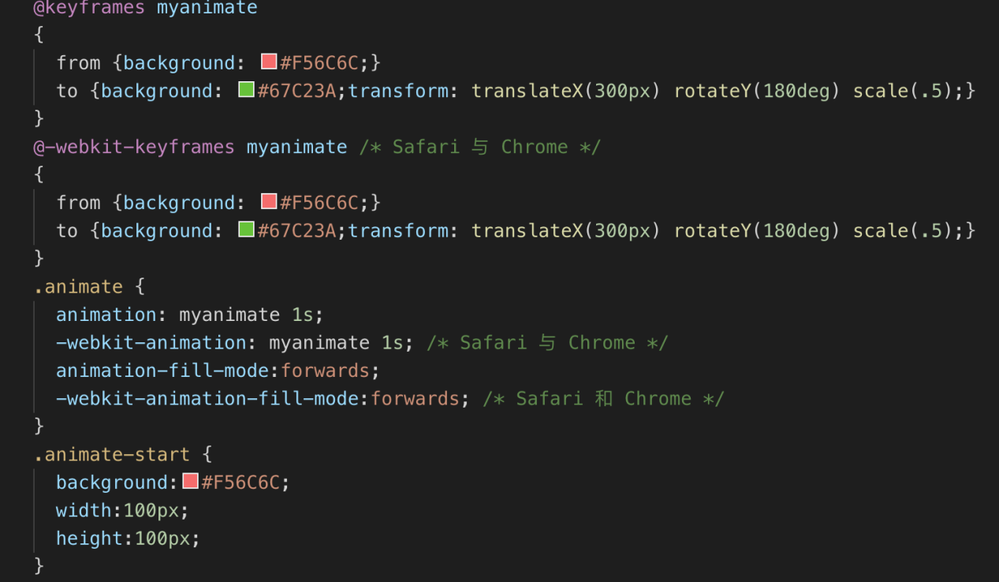 @keyframes myanimate
{
from {background: #F56C6C;}
to {background: #67C23A;transform: translateX(300px) rotateY(180deg) scale(.5);}
}
@-webkit-keyframes myanimate /* Safari 与 Chrome */
{
from {background: #F56C6C;}
to {background: #67C23A;transform: translateX(300px) rotateY(180deg) scale(.5);}
}
.animate {
animation: myanimate 1s;
-webkit-animation: myanimate 1s; /* Safari 与 Chrome */
animation-fill-mode:forwards;
-webkit-animation-fill-mode:forwards; /* Safari 和 Chrome */
}
.animate-start {
background:#F56C6C;
width:100px;
height:100px;
}